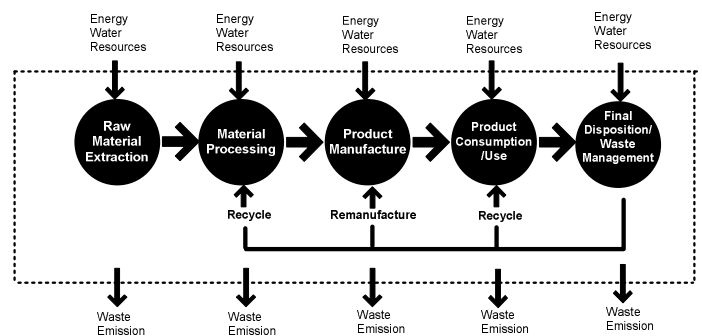 Energy
Water
Resources
Energy
Water
Resources
Energy
Water
Resources
Energy
Water
Resources
Energy
Water
Resources
Raw
Material
Extraction
Material
Processing
Product
Manufacture
Product
Consumption
/Use
Final
Disposition/
Waste
Management
Recycle
Remanufacture
Recycle
Waste
Emission
Waste
Emission
Waste
Emission
Waste
Emission
Waste
Emission